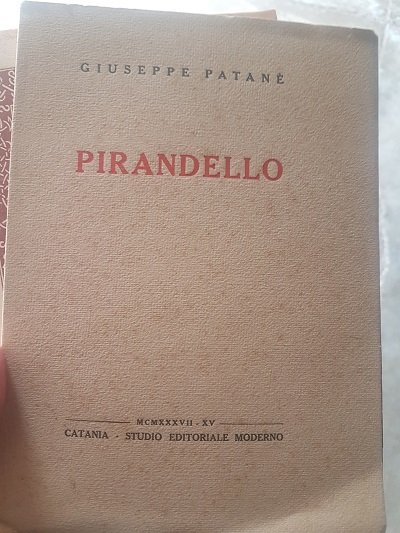 GIUSEPPE PATANÈ
PIRANDELLO
MCMXXXVII - XV
CATANIA - STUDIO EDITORIALE MODERNO